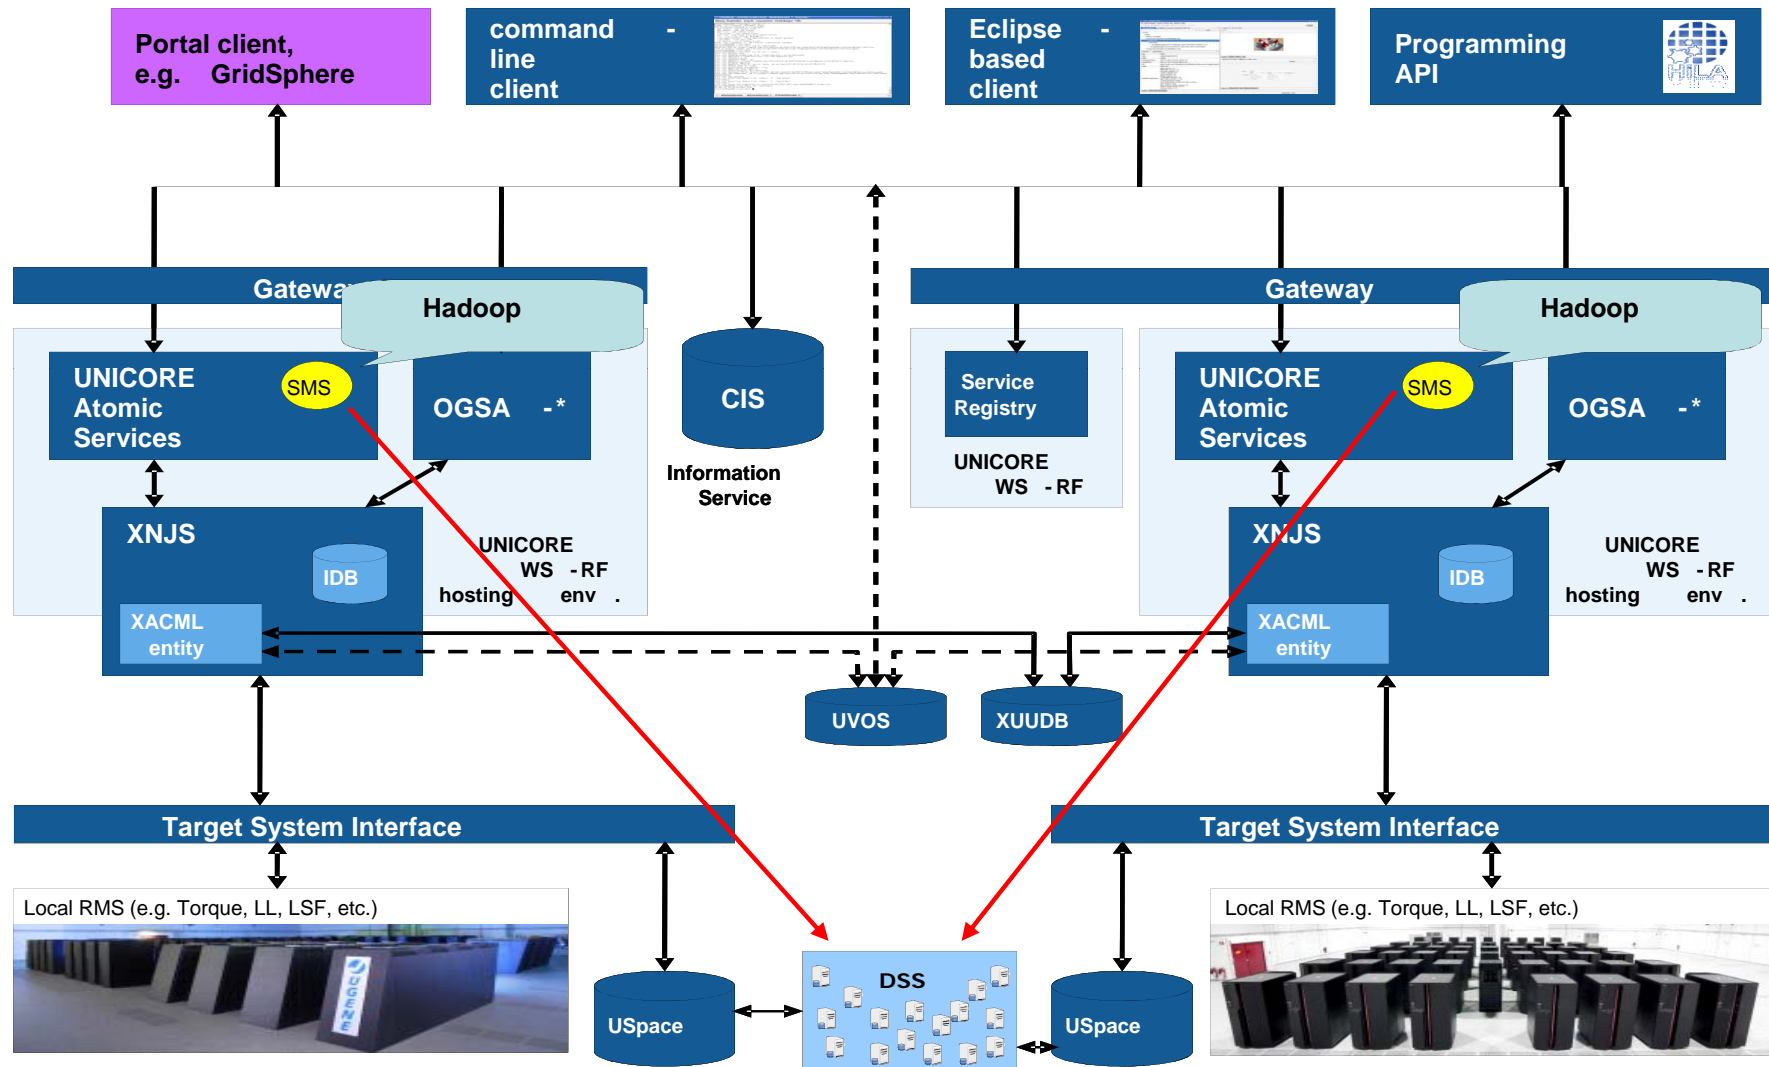 Portal client,
e.g. GridSphere
command -
line
client
Eclipse -
based
client
Programming
API
HiLA
Gateway
Hadoop
Gateway
Hadoop
UNICORE
Atomic
Services
SMS
OGSA -*
CIS
Information
Service
Service
Registry
UNICORE
WS -RF
UNICORE
Atomic
Services
SMS
OGSA -*
XNJS
IDB
UNICORE
WS -RF
hosting env .
XACML
entity
XNJS
IDB
UNICORE
WS -RF
hosting env .
XACML
entity
UVOS
XUUDB
Target System Interface
Target System Interface
Local RMS (e.g. Torque, LL, LSF, etc.)
Local RMS (e.g. Torque, LL, LSF, etc.)
JUGENE
USpace
DSS
USpace